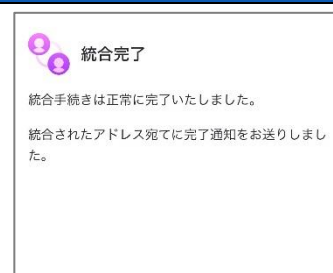 統合完了
統合手続きは正常に完了いたしました。
統合されたアドレス宛てに完了通知をお送りしまし
た。